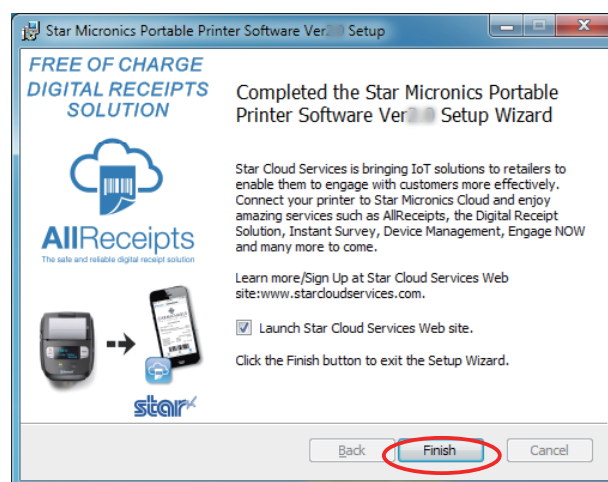 Star Micronics Portable Printer Software Ver Setup
FREE OF CHARGE
DIGITAL RECEIPTS
SOLUTION
AllReceipts
The safe and reliable digital receipt solution
star
Completed the Star Micronics Portable
Printer Software Ver Setup Wizard
Star Cloud Services is bringing IoT solutions to retailers to
enable them to engage with customers more effectively.
Connect your printer to Star Micronics Cloud and enjoy
amazing services such as AllReceipts, the Digital Receipt
Solution, Instant Survey, Device Management, Engage NOW
and many more to come.
Learn more/Sign Up at Star Cloud Services Web
site:www.starcloudservices.com.
Launch Star Cloud Services Web site.
Click the Finish button to exit the Setup Wizard.
Back Finish Cancel